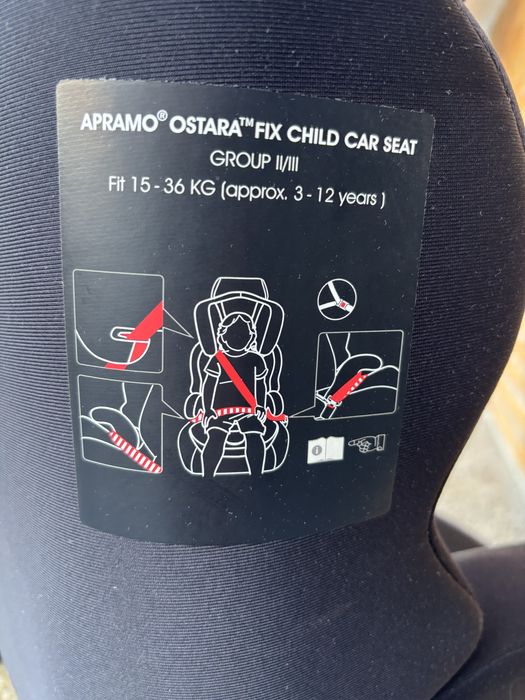 APRAMO® OSTARA™ FIX CHILD CAR SEAT
GROUP II/III
Fit 15 - 36 KG (approx. 3 - 12 years )